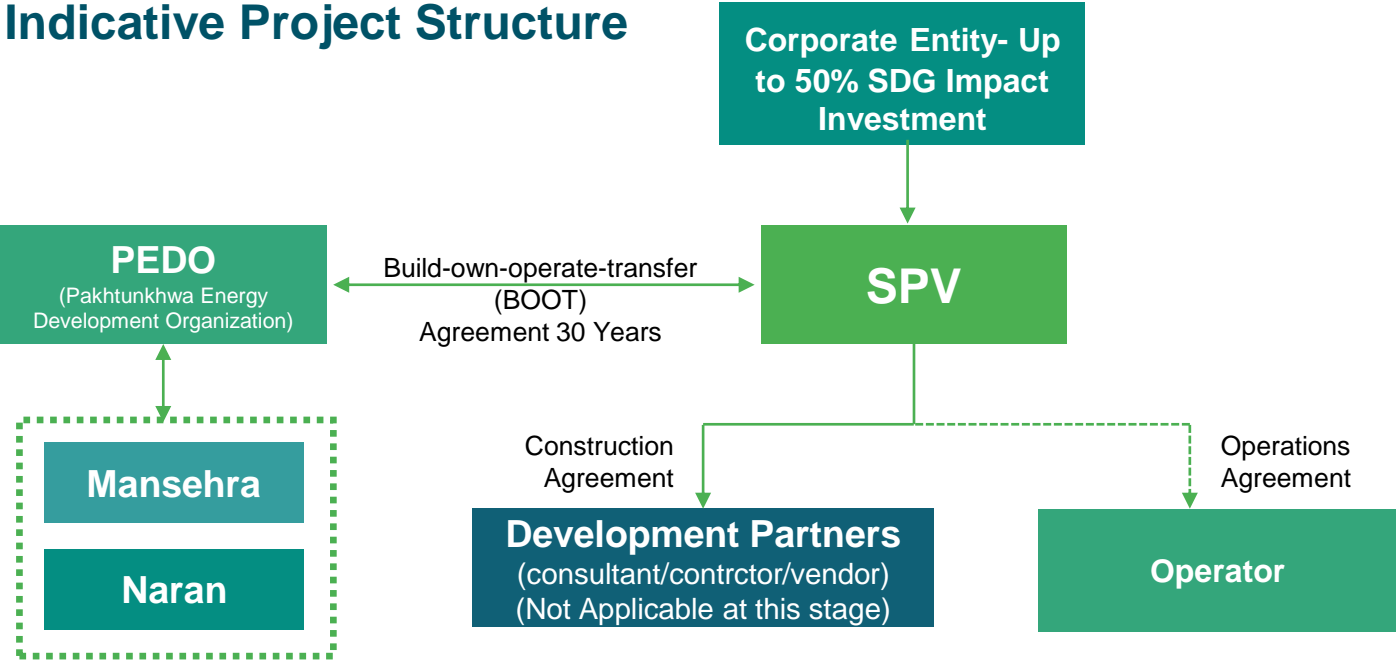 Indicative Project Structure
Corporate Entity- Up
to 50% SDG Impact
Investment
PEDO
(Pakhtunkhwa Energy
Development Organization)
Build-own-operate-transfer
(BOOT)
Agreement 30 Years
SPV
Mansehra
Naran
Construction
Agreement
Operations
Agreement
Development Partners
(consultant/contrctor/vendor)
(Not Applicable at this stage)
Operator